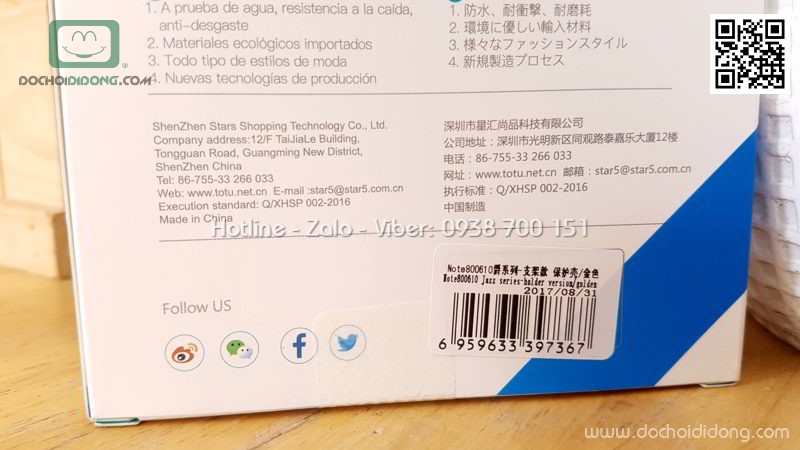 1. A prueba de agua, resistencia a la caída,
anti-desgaste
2. Materiales ecológicos importados
3. Todo tipo de estilos de moda
4. Nuevas tecnologías de producción
1. 防水、耐衝撃、耐磨耗
2. 環境に優しい輸入材料
3. 様々なファッションスタイル
4. 新規製造プロセス
DOCHOIDIDONG.COM
ShenZhen Stars Shopping Technology Co., Ltd.
Company address:12/F TaiJiaLe Building,
Tongguan Road, Guangming New District,
ShenZhen China
Tel: 86-755-33 266 033
Web: www.totu.net.cn E-mail :star5@star5.com.cn
Execution standard: Q/XHSP 002-2016
Made in China
深圳市星汇尚品科技有限公司
公司地址：深圳市光明新区同观路泰嘉乐大厦12楼
电话：86-755-33 266 033
网址：www.totu.net.cn 邮箱：star5@star5.com.cn
执行标准：Q/XHSP 002-2016
中国制造
Hotline - Zalo - Viber: 0938 700 151
Note800610爵系列-支架款 保护壳/金色
Note800610 Jazz series-holder version/golden
2017/08/31
6 959633 397367
Follow US
www.dochoididong.com